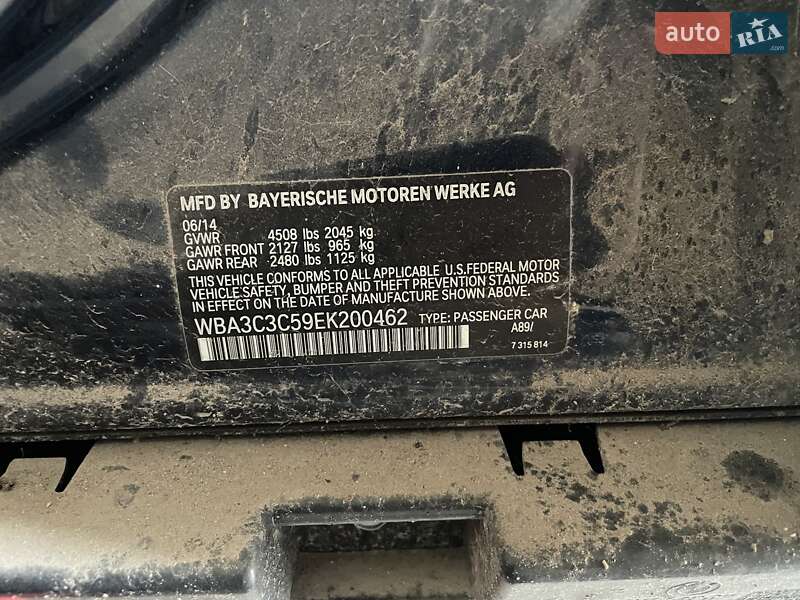 auto RIA .com
MFD BY BAYERISCHE MOTOREN WERKE AG
06/14
GVWR 4508 lbs 2045 kg
GAWR FRONT 2127 lbs 965 kg
GAWR REAR 2480 lbs 1125 kg
THIS VEHICLE CONFORMS TO ALL APPLICABLE U.S.FEDERAL MOTOR
VEHICLE SAFETY, BUMPER AND THEFT PREVENTION STANDARDS
IN EFFECT ON THE DATE OF MANUFACTURE SHOWN ABOVE.
WBA3C3C59EK200462 TYPE: PASSENGER CAR
A89/
7 315 814